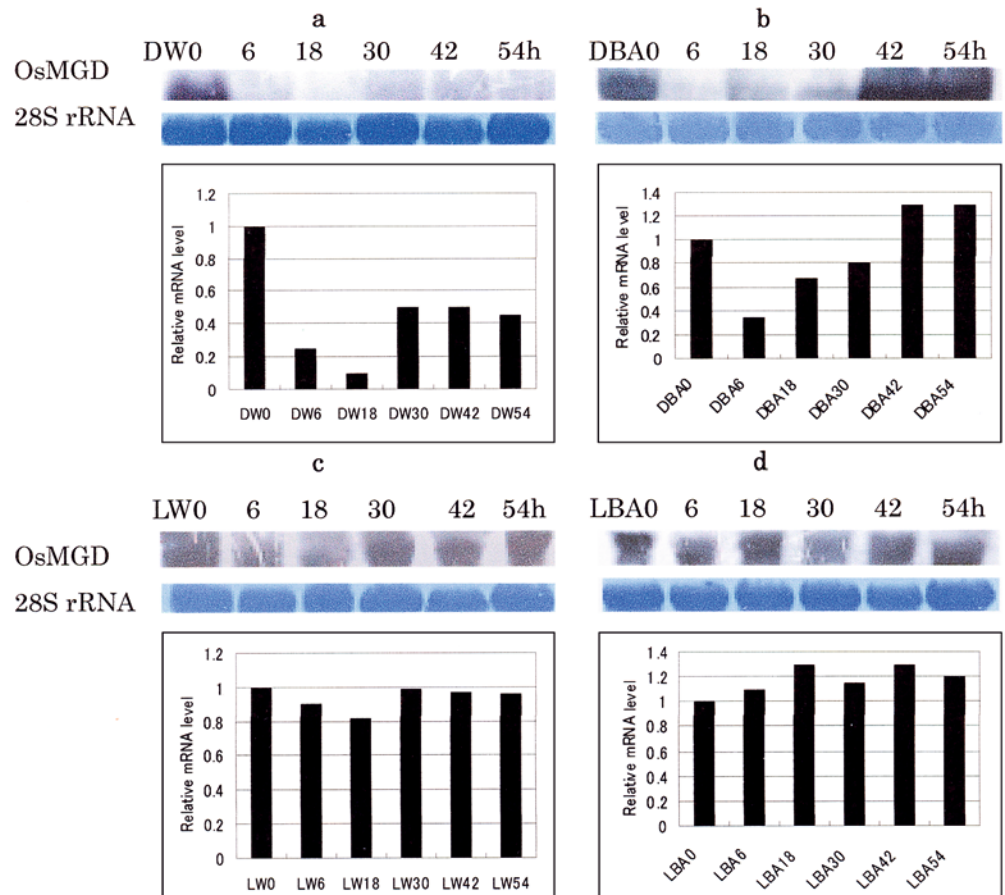 a
DW0 6 18 30 42 54h
OsMGD
28S rRNA
Relative mRNA level
1.2
1
0.8
0.6
0.4
0.2
0
DW0 DW6 DW18 DW30 DW42 DW54
b
DBA0 6 18 30 42 54h
Relative mRNA level
1.4
1.2
1
0.8
0.6
0.4
0.2
0
DBA0 DBA6 DBA18 DBA30 DBA42 DBA54
c
LW0 6 18 30 42 54h
OsMGD
28S rRNA
Relative mRNA level
1.2
1
0.8
0.6
0.4
0.2
0
LW0 LW6 LW18 LW30 LW42 LW54
d
LBA0 6 18 30 42 54h
Relative mRNA level
1.4
1.2
1
0.8
0.6
0.4
0.2
0
LBA0 LBA6 LBA18 LBA30 LBA42 LBA54